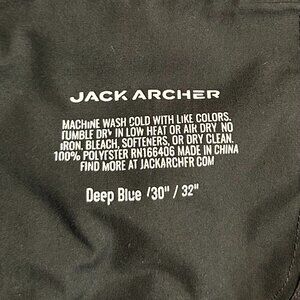 JACK ARCHER
MACHINE WASH COLD WITH LIKE COLORS.
TUMBLE DRY IN LOW HEAT OR AIR DRY. NO
IRON, BLEACH, SOFTENERS, OR DRY CLEAN.
100% POLYESTER RN166406 MADE IN CHINA
FIND MORE AT JACKARCHER.COM
Deep Blue /30" / 32"